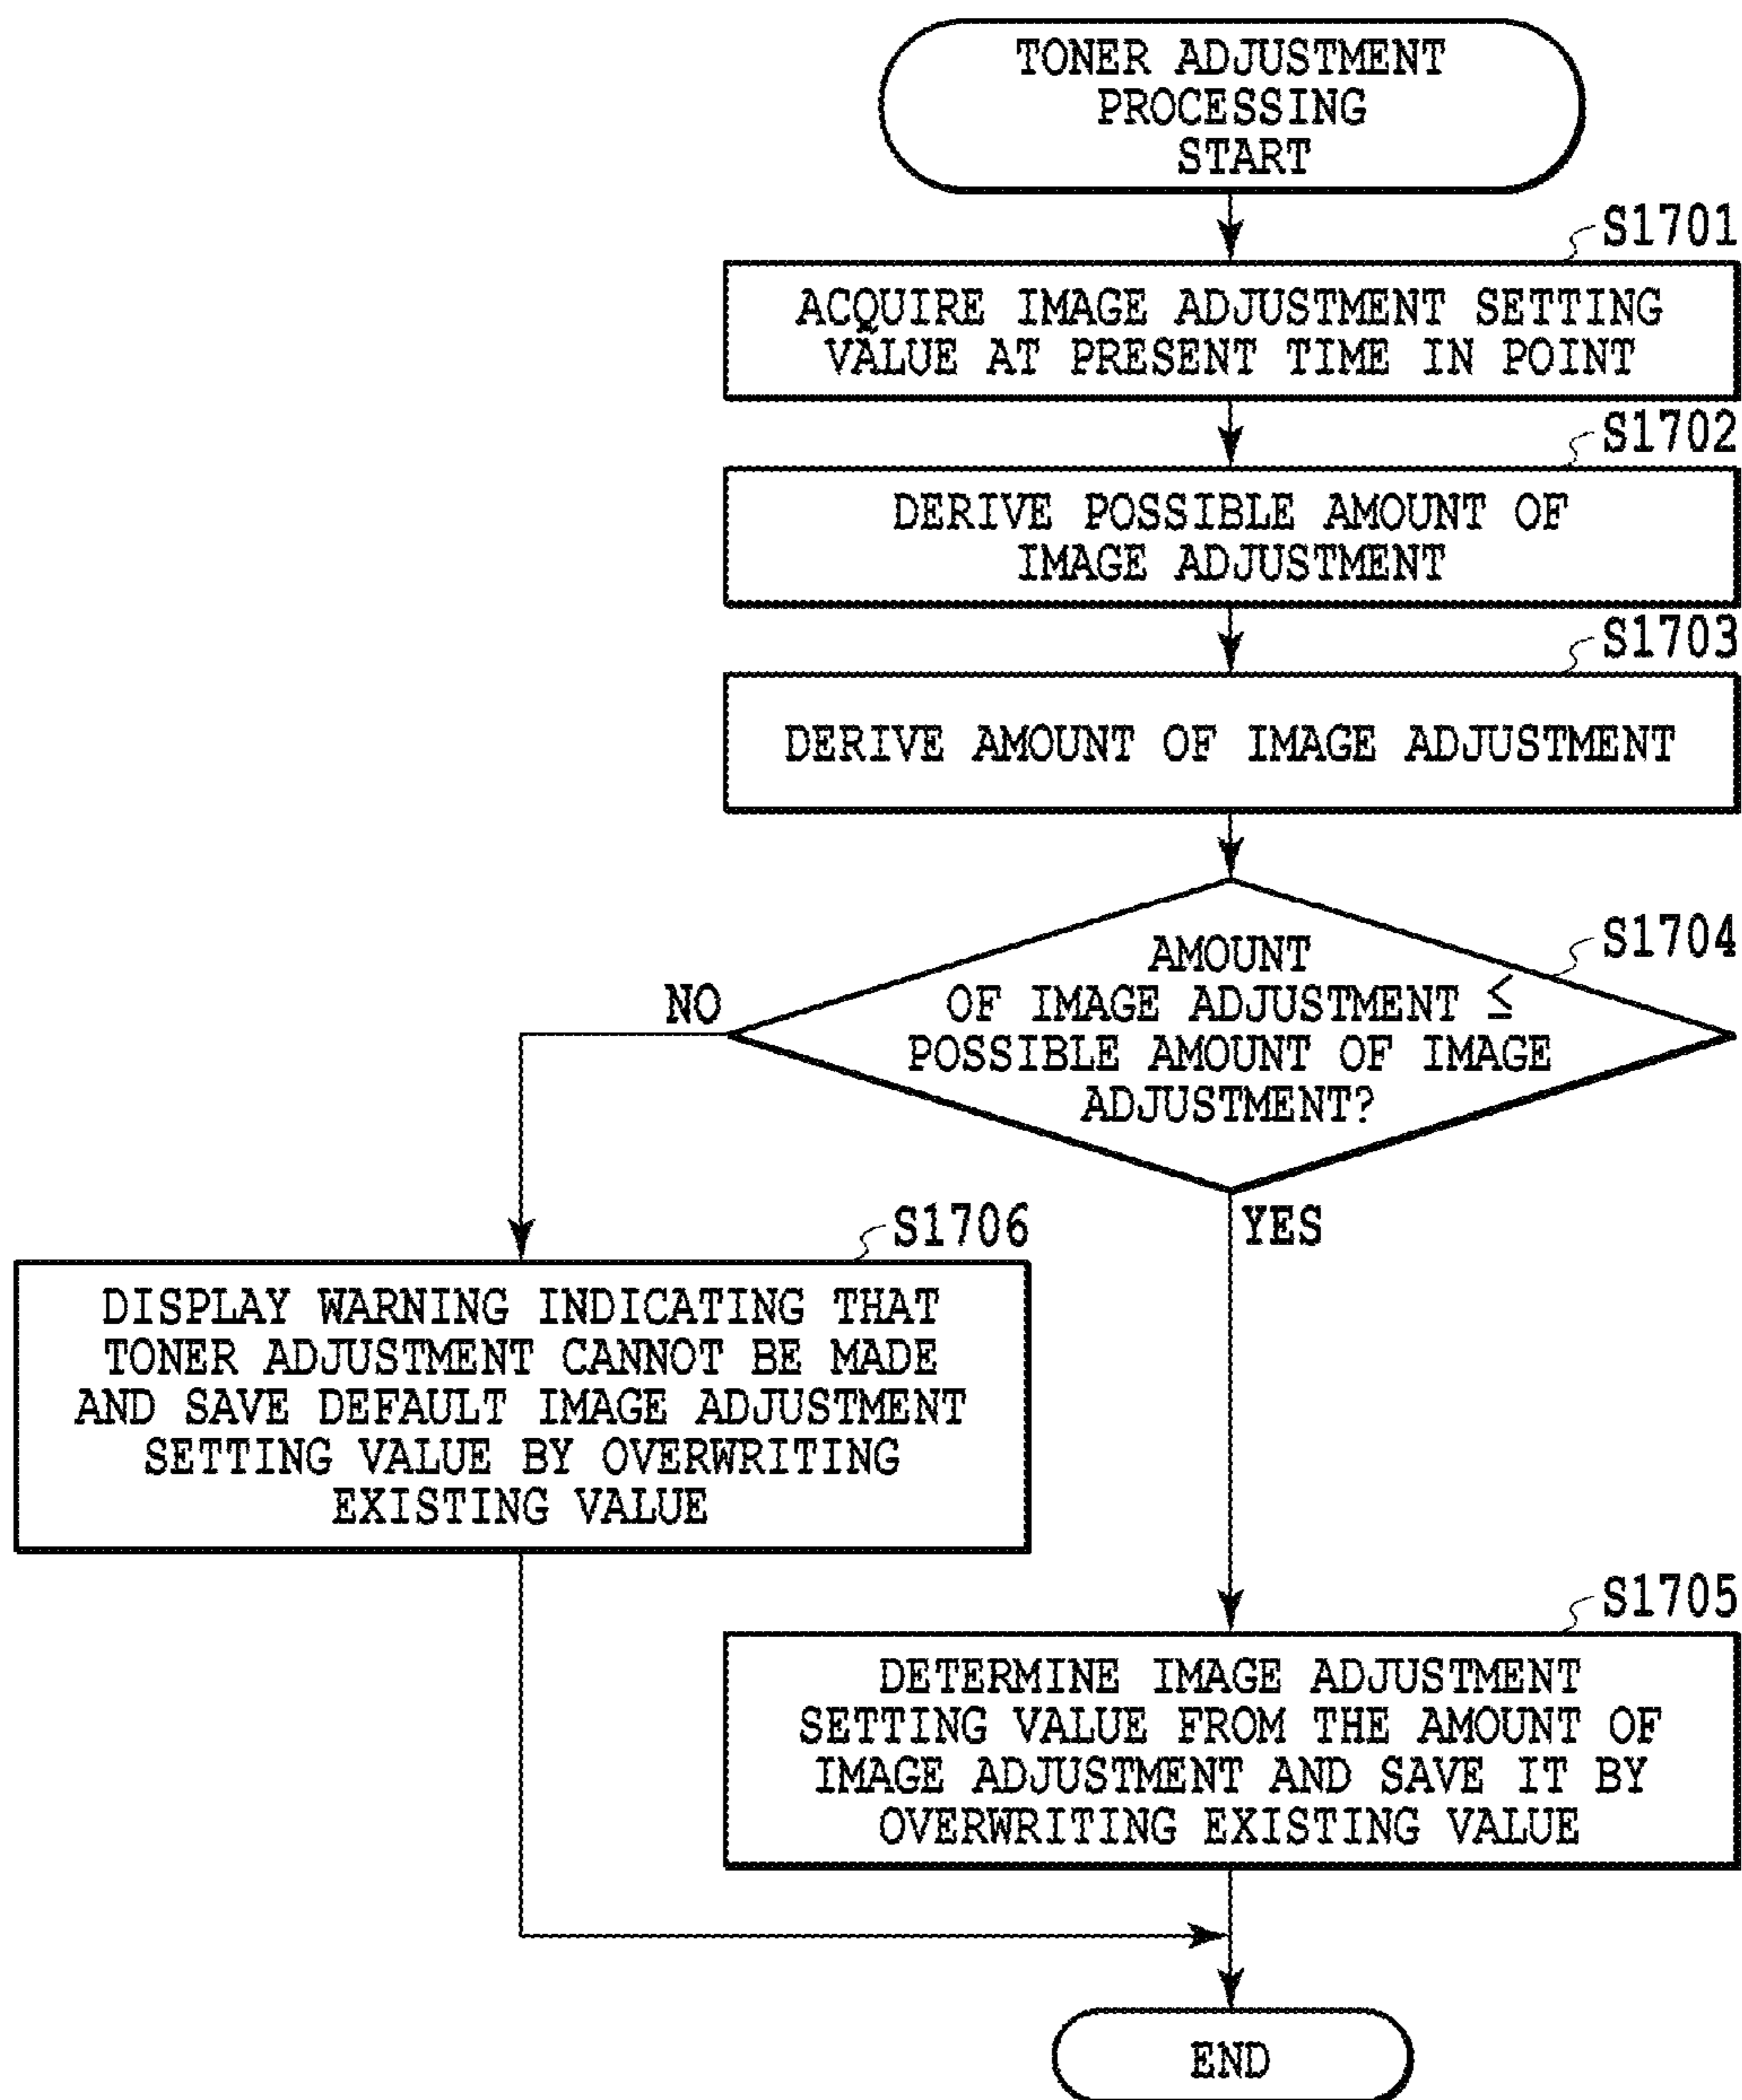 TONER ADJUSTMENT
PROCESSING
START
S1701
ACQUIRE IMAGE ADJUSTMENT SETTING
VALUE AT PRESENT TIME IN POINT
S1702
DERIVE POSSIBLE AMOUNT OF
IMAGE ADJUSTMENT
S1703
DERIVE AMOUNT OF IMAGE ADJUSTMENT
S1704
AMOUNT
OF IMAGE ADJUSTMENT ≤
POSSIBLE AMOUNT OF IMAGE
ADJUSTMENT?
NO
YES
S1706
DISPLAY WARNING INDICATING THAT
TONER ADJUSTMENT CANNOT BE MADE
AND SAVE DEFAULT IMAGE ADJUSTMENT
SETTING VALUE BY OVERWRITING
EXISTING VALUE
S1705
DETERMINE IMAGE ADJUSTMENT
SETTING VALUE FROM THE AMOUNT OF
IMAGE ADJUSTMENT AND SAVE IT BY
OVERWRITING EXISTING VALUE
END